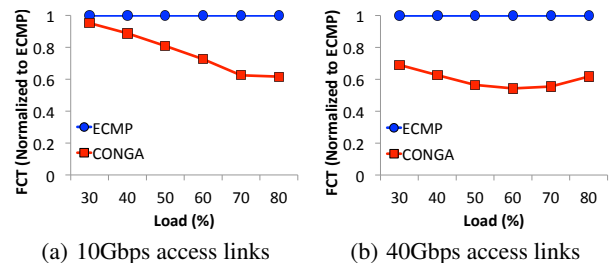 FCT (Normalized to ECMP)
1
0.8
0.6
0.4
0.2
0
ECMP
CONGA
30 40 50 60 70 80
Load (%)
(a) 10Gbps access links
FCT (Normalized to ECMP)
1
0.8
0.6
0.4
0.2
0
ECMP
CONGA
30 40 50 60 70 80
Load (%)
(b) 40Gbps access links